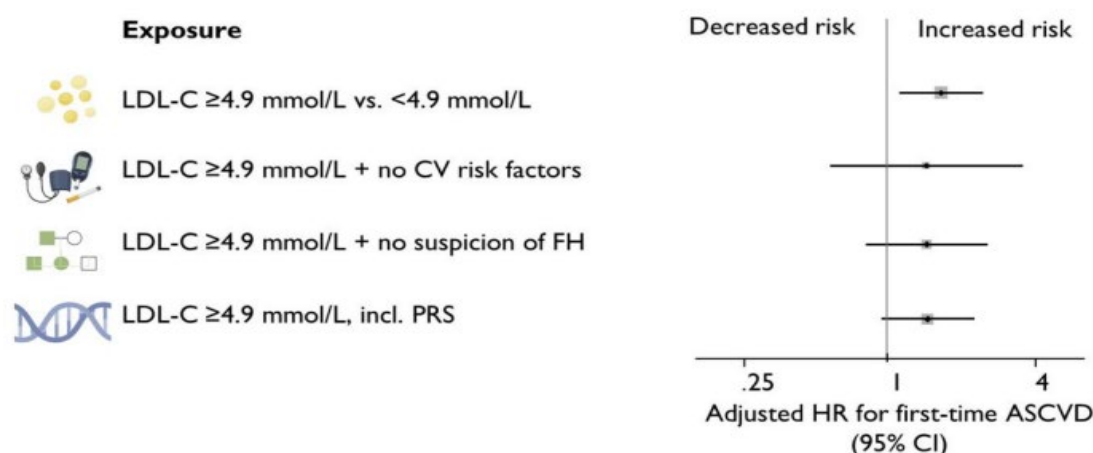 Exposure
Decreased risk
Increased risk
LDL-C ≥4.9 mmol/L vs. <4.9 mmol/L
LDL-C ≥4.9 mmol/L + no CV risk factors
LDL-C ≥4.9 mmol/L + no suspicion of FH
LDL-C ≥4.9 mmol/L, incl. PRS
.25 1 4
Adjusted HR for first-time ASCVD
(95% CI)